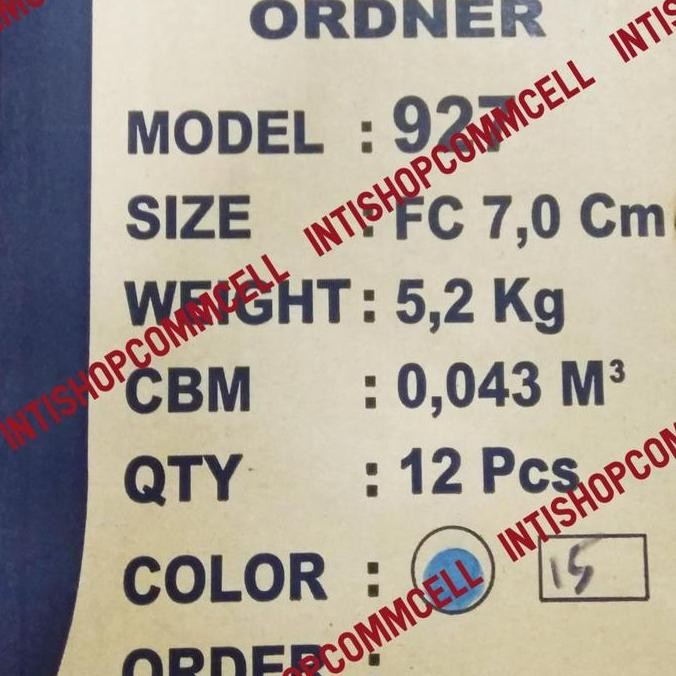 ORDNER
MODEL : 927
SIZE : FC 7,0 Cm
WEIGHT : 5,2 Kg
CBM : 0,043 M³
QTY : 12 Pcs
COLOR : 15
ORDER :
INTISHOPCOMMCELL
INTISHOPCOMMCELL
INTISHOPCOMMCELL